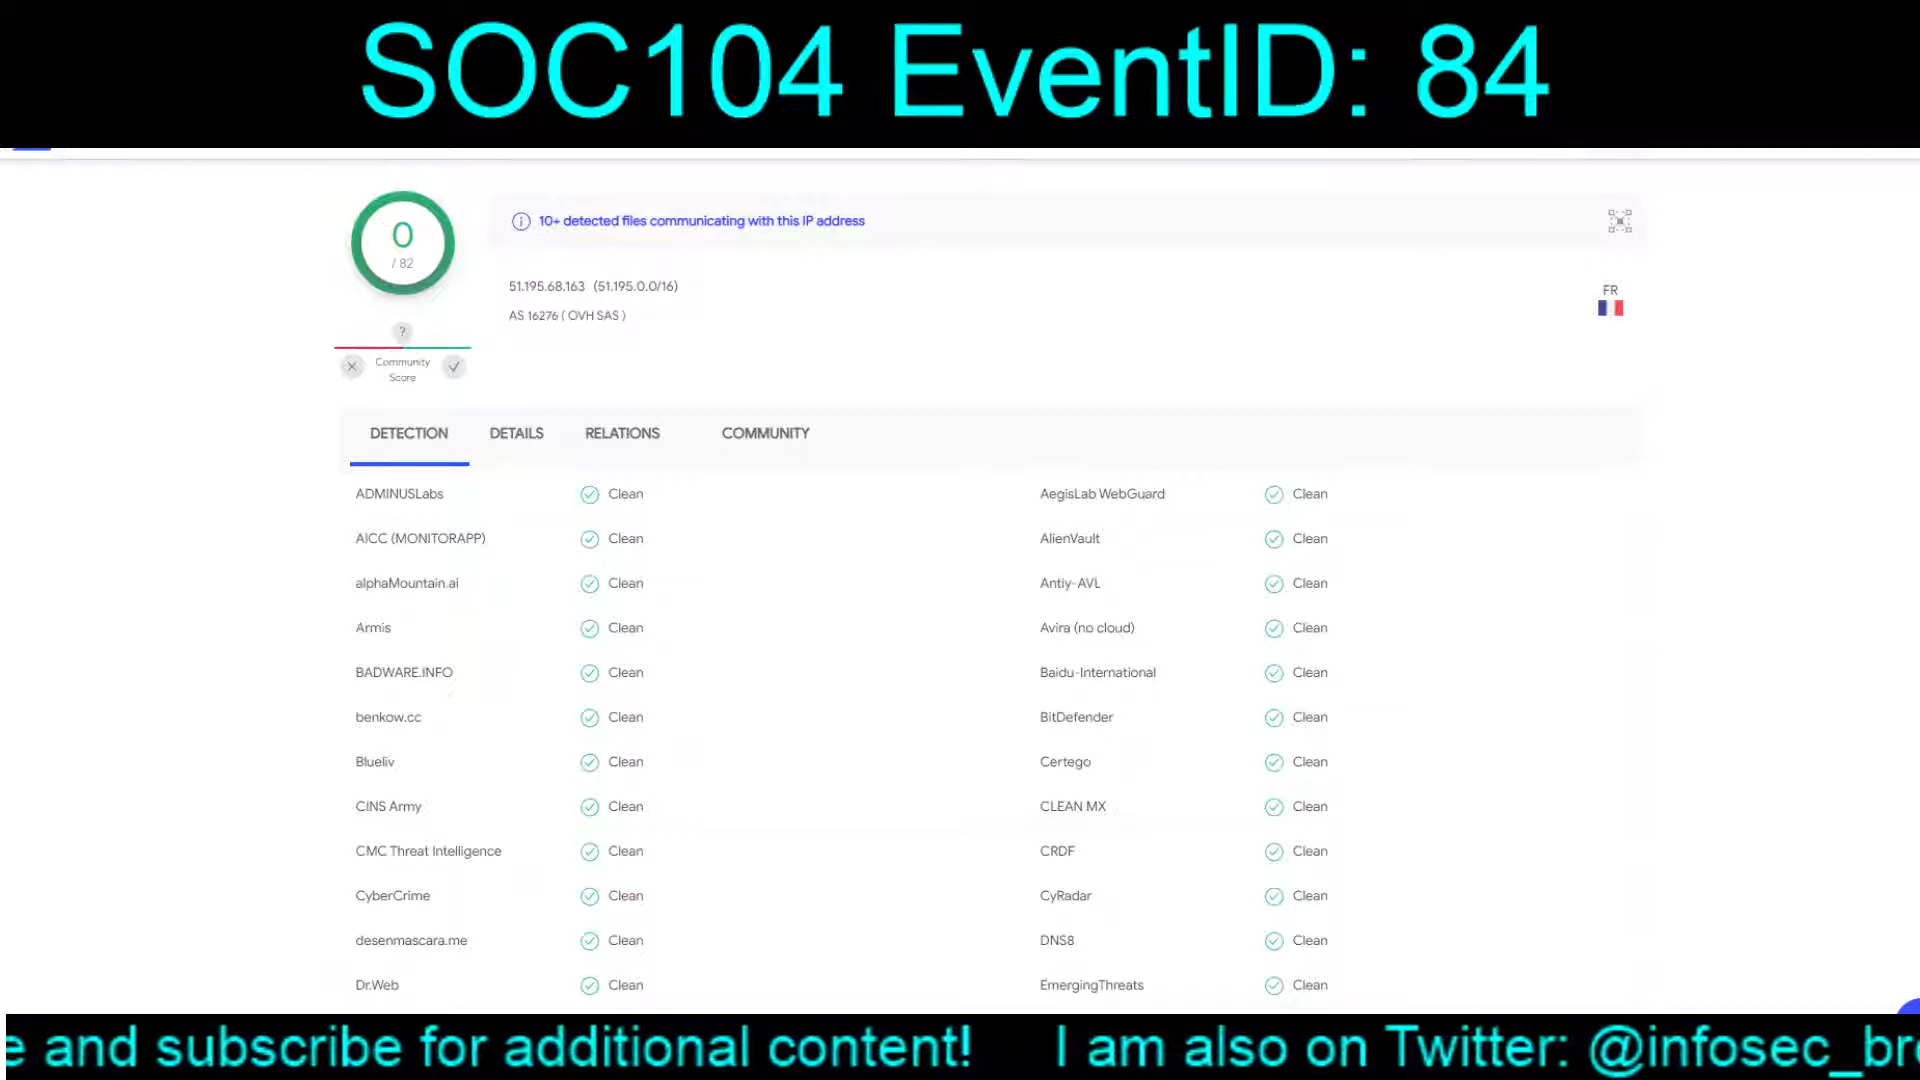 SOC104 EventID: 84
0
/ 82
10+ detected files communicating with this IP address
51.195.68.163 (51.195.0.0/16)
AS 16276 ( OVH SAS )
FR
?
Community
Score
DETECTION DETAILS RELATIONS COMMUNITY
ADMINUSLabs Clean AegisLab WebGuard Clean
AICC (MONITORAPP) Clean AlienVault Clean
alphaMountain.ai Clean Antiy-AVL Clean
Armis Clean Avira (no cloud) Clean
BADWARE.INFO Clean Baidu-International Clean
benkow.cc Clean BitDefender Clean
Blueliv Clean Certego Clean
CINS Army Clean CLEAN MX Clean
CMC Threat Intelligence Clean CRDF Clean
CyberCrime Clean CyRadar Clean
desenmascara.me Clean DNS8 Clean
Dr.Web Clean EmergingThreats Clean
e and subscribe for additional content! I am also on Twitter: @infosec_br